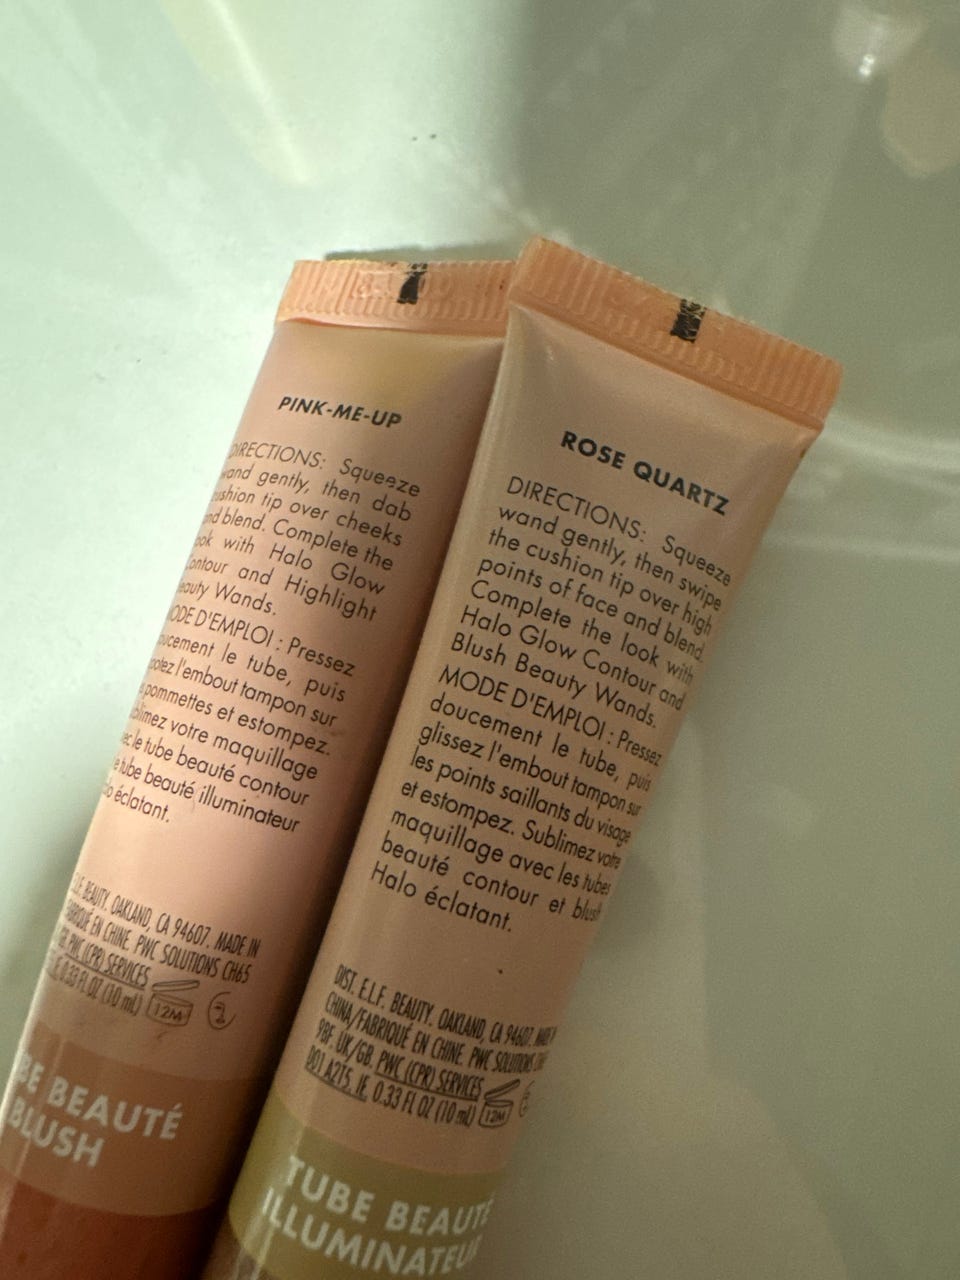 PINK-ME-UP
DIRECTIONS: Squeeze
wand gently, then dab
cushion tip over cheeks
and blend. Complete the
look with Halo Glow
Contour and Highlight
Beauty Wands.
MODE D'EMPLOI : Pressez
doucement le tube, puis
l'embout tampon sur
pommettes et estompez.
Sublimez votre maquillage
le tube beauté contour
le tube beauté illuminateur
éclatant.
E.L.F. BEAUTY. OAKLAND, CA 94607. MADE IN
FABRIQUÉ EN CHINE. PWC SOLUTIONS CH65
GB. PWC (CPR) SERVICES
0.33 FL OZ (10 mL) 12M
BEAUTÉ
BLUSH
ROSE QUARTZ
DIRECTIONS: Squeeze
wand gently, then swipe
the cushion tip over high
points of face and blend.
Complete the look with
Halo Glow Contour and
Blush Beauty Wands.
MODE D'EMPLOI : Pressez
doucement le tube, puis
glissez l'embout tampon sur
les points saillants du visage
et estompez. Sublimez votre
maquillage avec les tubes
beauté contour et blush
Halo éclatant.
DIST. E.L.F. BEAUTY. OAKLAND, CA 94607. MADE
CHINA/FABRIQUÉ EN CHINE. PWC SOLUTIONS
9BF. UK/GB. PWC (CPR) SERVICES
D01 A2T5. IE. 0.33 FL OZ (10 mL) 12M
TUBE BEAUTÉ
ILLUMINATEUR